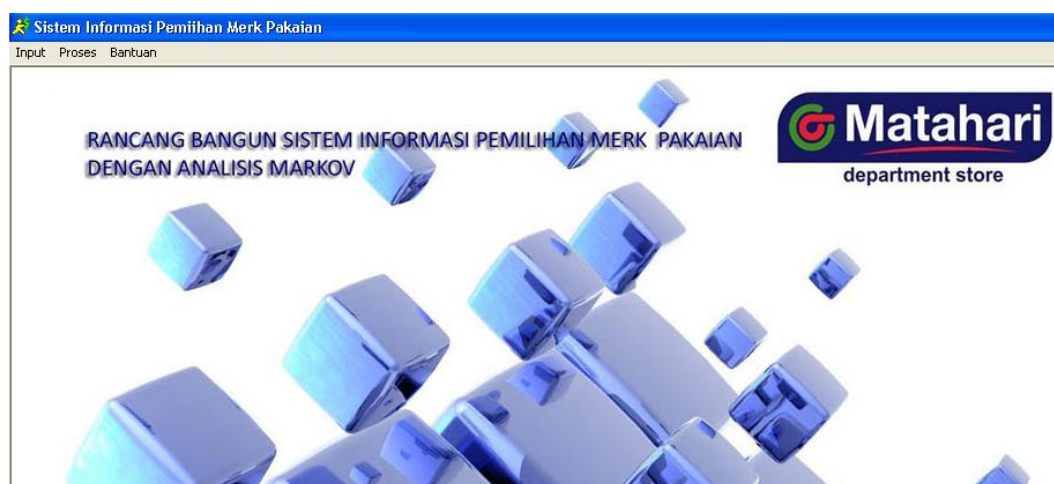 Sistem Informasi Pemiihan Merk Pakaian
Input Proses Bantuan
RANCANG BANGUN SISTEM INFORMASI PEMILIHAN MERK PAKAIAN
DENGAN ANALISIS MARKOV
Matahari
department store